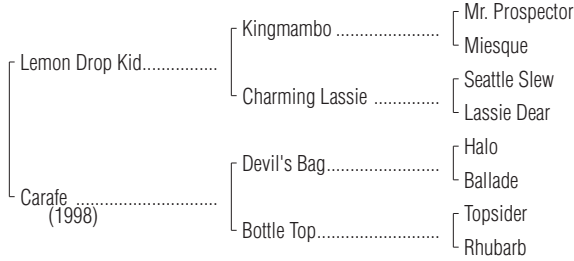 Mr. Prospector
Kingmambo ......................
Miesque
Lemon Drop Kid................
Seattle Slew
Charming Lassie ..............
Lassie Dear
Halo
Devil's Bag........................
Ballade
Carafe ..............................
(1998)
Topsider
Bottle Top..........................
Rhubarb